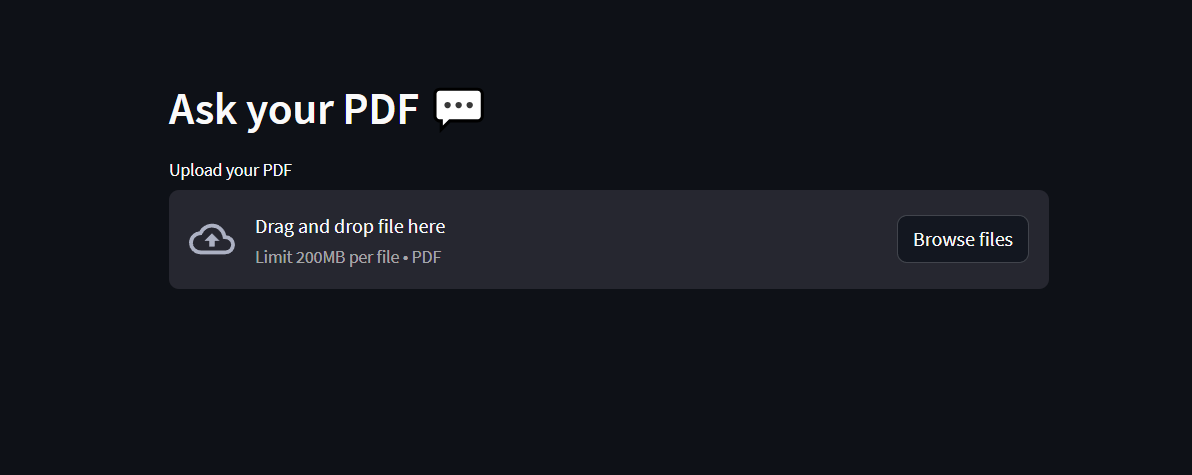 Ask your PDF 💬
Upload your PDF
Drag and drop file here
Limit 200MB per file • PDF
Browse files